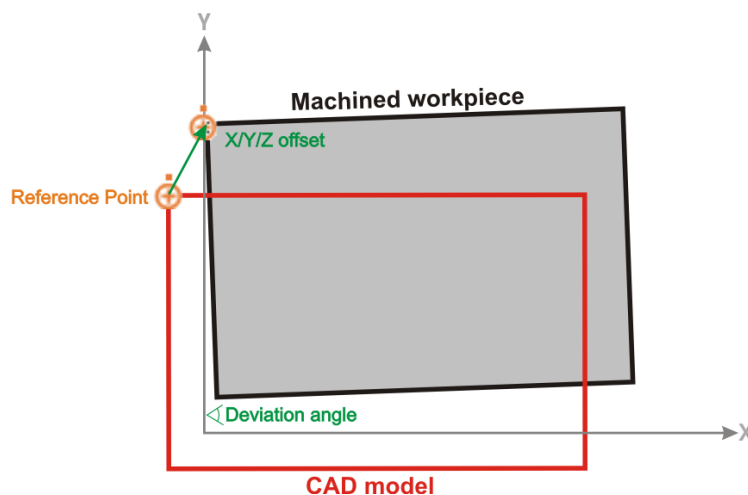 Y
Machined workpiece
X/Y/Z offset
Reference Point
Deviation angle
X
CAD model